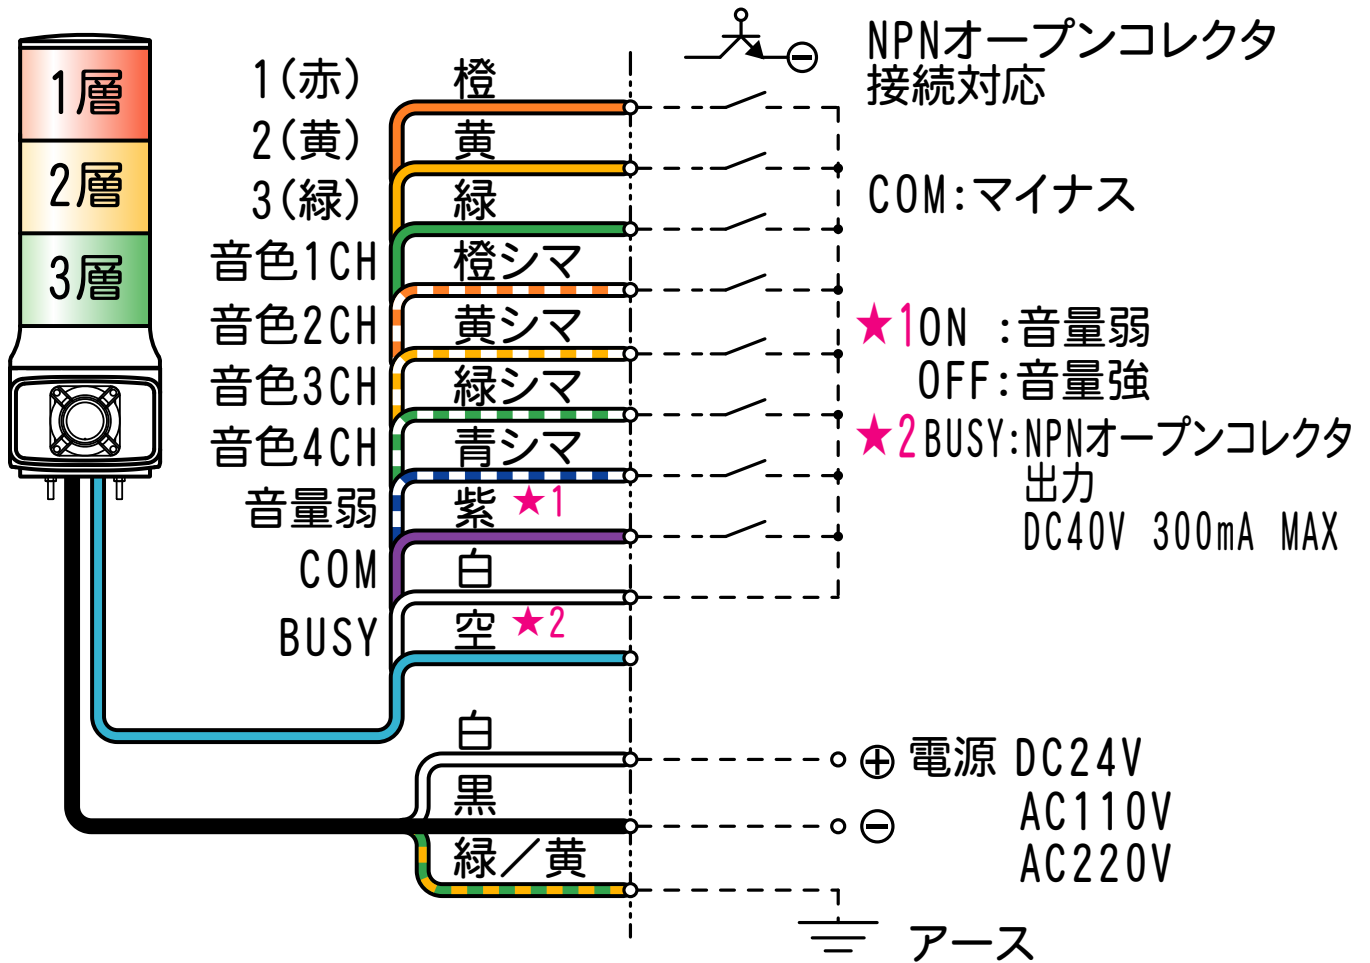 1層
2層
3層
1(赤) 橙
2(黄) 黄
3(緑) 緑
音色1CH 橙シマ
音色2CH 黄シマ
音色3CH 緑シマ
音色4CH 青シマ
音量弱 紫 ★1
COM 白
BUSY 空 ★2
白
黒
緑／黄
NPNオープンコレクタ
接続対応
COM:マイナス
★1ON :音量弱
OFF:音量強
★2BUSY:NPNオープンコレクタ
出力
DC40V 300mA MAX
⊕ 電源 DC24V
⊖ AC110V
AC220V
アース